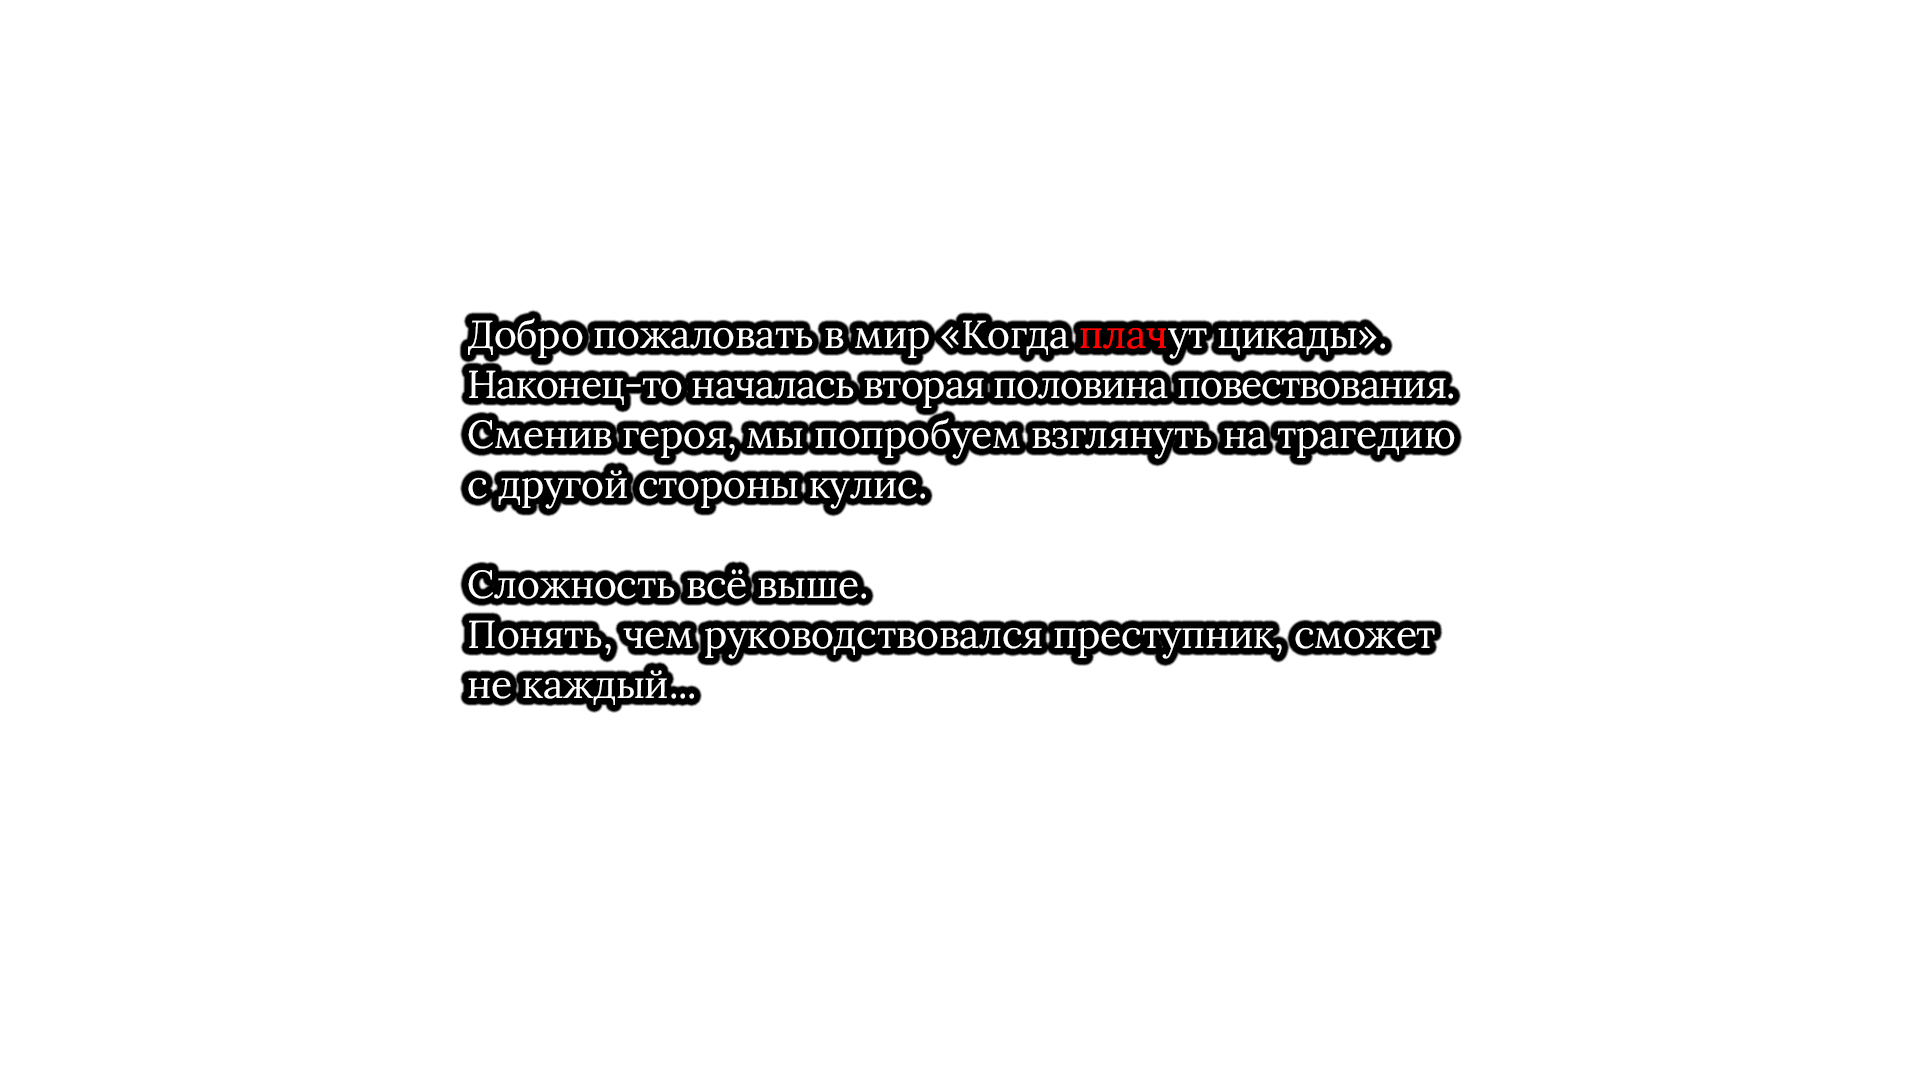 Добро пожаловать в мир «Когда плачут цикады».
Наконец-то началась вторая половина повествования.
Сменив героя, мы попробуем взглянуть на трагедию
с другой стороны кулис.
Сложность всё выше.
Понять, чем руководствовался преступник, сможет
не каждый...